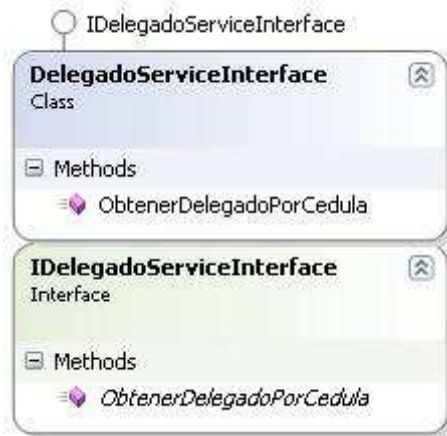 IDelegadoServiceInterface
DelegadoServiceInterface
Class
Methods
ObtenerDelegadoPorCedula
IDelegadoServiceInterface
Interface
Methods
ObtenerDelegadoPorCedula